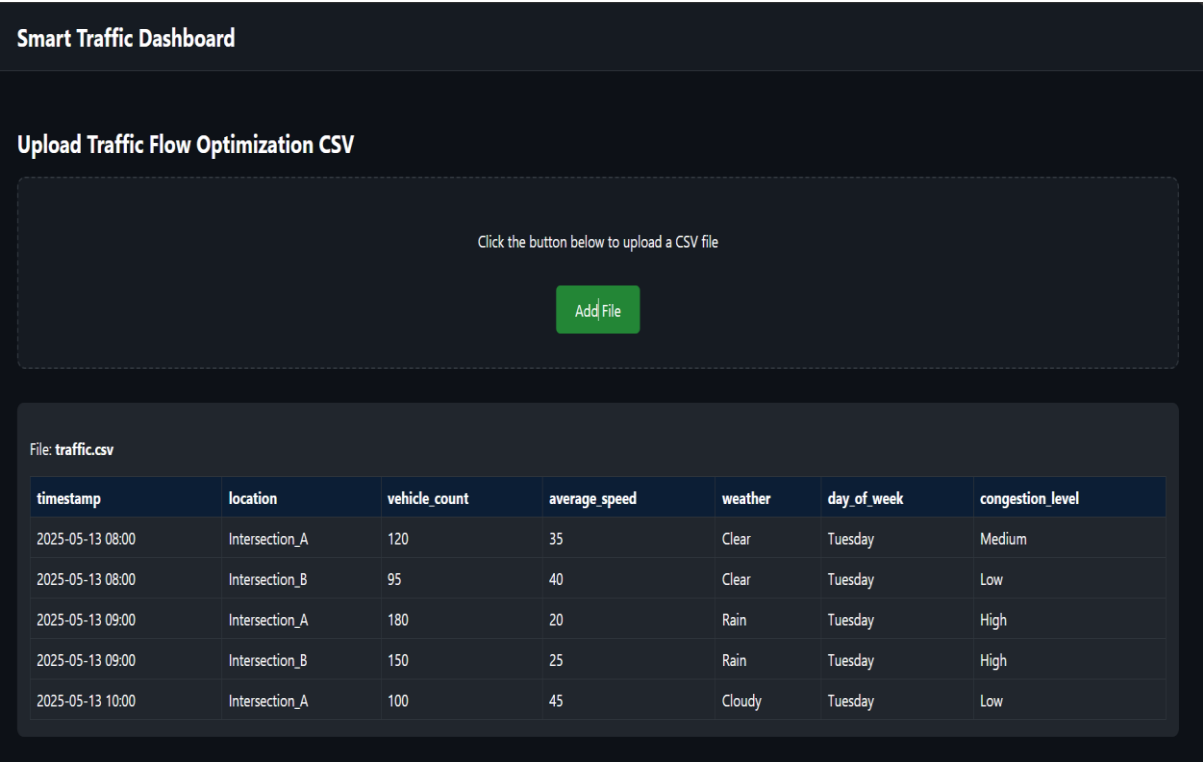 Smart Traffic Dashboard
Upload Traffic Flow Optimization CSV
Click the button below to upload a CSV file
Add File
File: traffic.csv
timestamp location vehicle_count average_speed weather day_of_week congestion_level
2025-05-13 08:00 Intersection_A 120 35 Clear Tuesday Medium
2025-05-13 08:00 Intersection_B 95 40 Clear Tuesday Low
2025-05-13 09:00 Intersection_A 180 20 Rain Tuesday High
2025-05-13 09:00 Intersection_B 150 25 Rain Tuesday High
2025-05-13 10:00 Intersection_A 100 45 Cloudy Tuesday Low